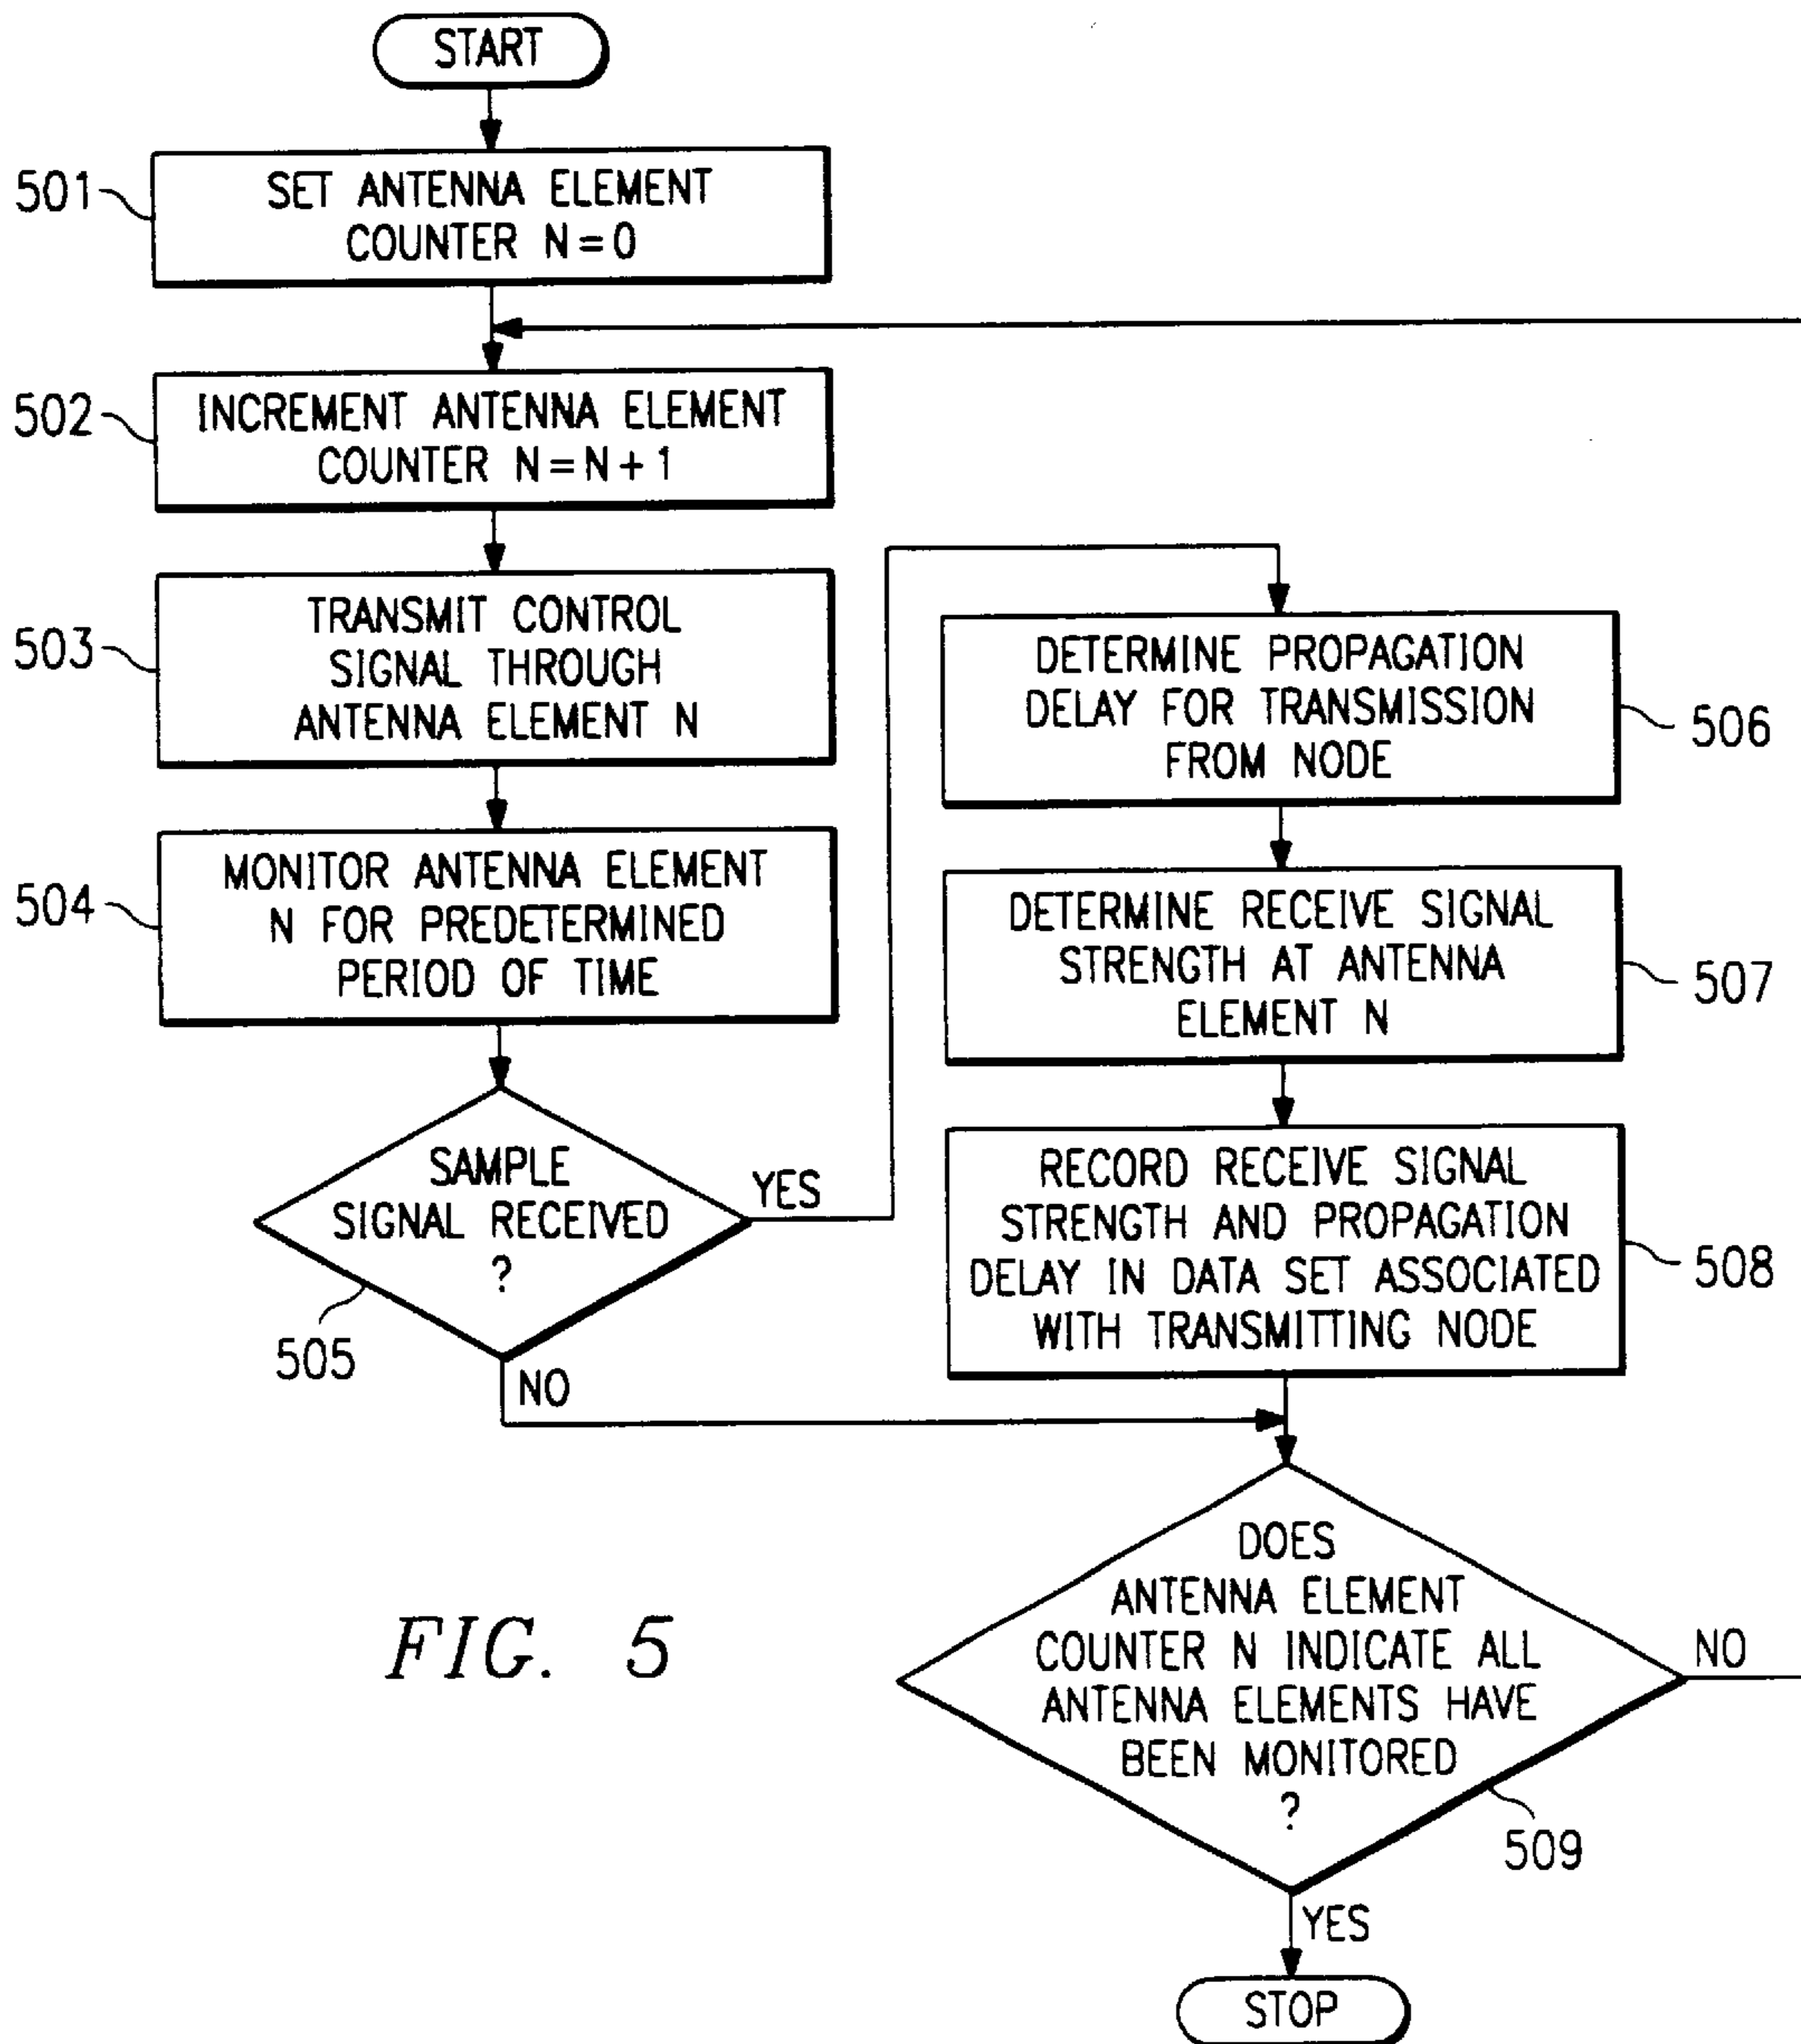 START
501
SET ANTENNA ELEMENT
COUNTER N=0
502
INCREMENT ANTENNA ELEMENT
COUNTER N=N+1
503
TRANSMIT CONTROL
SIGNAL THROUGH
ANTENNA ELEMENT N
504
MONITOR ANTENNA ELEMENT
N FOR PREDETERMINED
PERIOD OF TIME
SAMPLE
SIGNAL RECEIVED
?
505
YES
NO
DETERMINE PROPAGATION
DELAY FOR TRANSMISSION
FROM NODE
506
DETERMINE RECEIVE SIGNAL
STRENGTH AT ANTENNA
ELEMENT N
507
RECORD RECEIVE SIGNAL
STRENGTH AND PROPAGATION
DELAY IN DATA SET ASSOCIATED
WITH TRANSMITTING NODE
508
DOES
ANTENNA ELEMENT
COUNTER N INDICATE ALL
ANTENNA ELEMENTS HAVE
BEEN MONITORED
?
509
NO
YES
STOP
FIG. 5